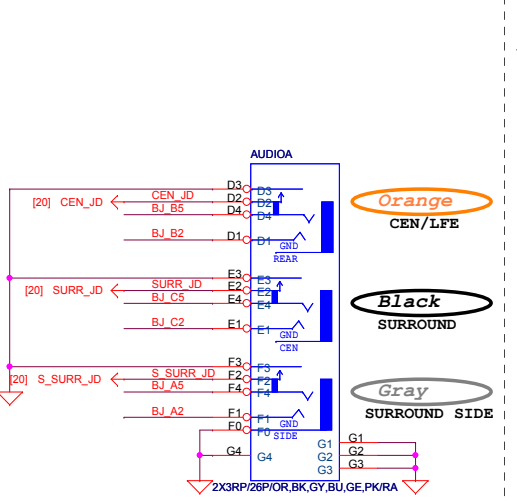 AUDIOA
D3 D3
[20] CEN_JD CEN_JD D2 D2
BJ_B5 D4 D4
Orange
CEN/LFE
BJ_B2 D1 D1
GND
REAR
E3 E3
[20] SURR_JD SURR_JD E2 E2
BJ_C5 E4 E4
Black
SURROUND
BJ_C2 E1 E1
GND
CEN
F3 F3
[20] S_SURR_JD S_SURR_JD F2 F2
BJ_A5 F4 F4
Gray
SURROUND SIDE
BJ_A2 F1 F1
GND
F0 F0
SIDE
G4 G4
G1 G1
G2 G2
G3 G3
2X3RP/26P/OR,BK,GY,BU,GE,PK/RA